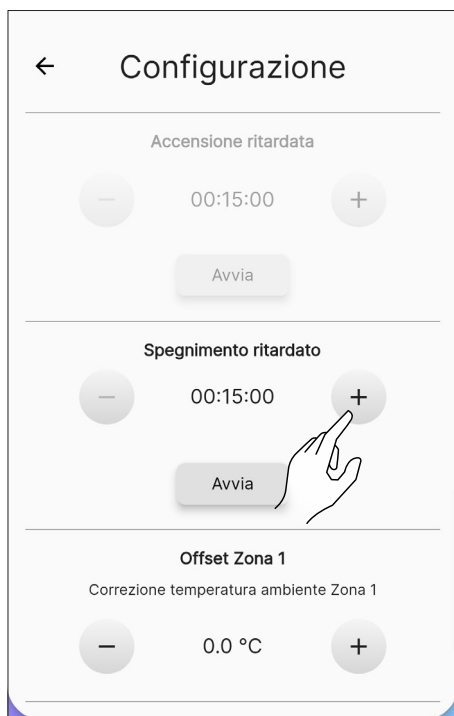 Configurazione
Accensione ritardata
00:15:00
Avvia
Spegnimento ritardato
00:15:00
Avvia
Offset Zona 1
Correzione temperatura ambiente Zona 1
0.0 °C